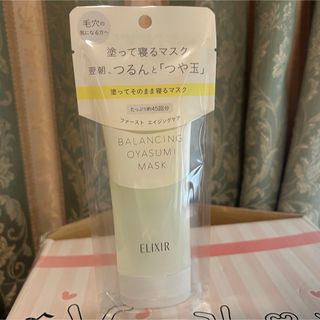 毛穴の
気になる方へ
塗って寝るマスク
翌朝、つるんと「つや玉」
塗ってそのまま寝るマスク
たっぷり約45回分
ファースト エイジングケア
BALANCING
OYASUMI
MASK
ELIXIR